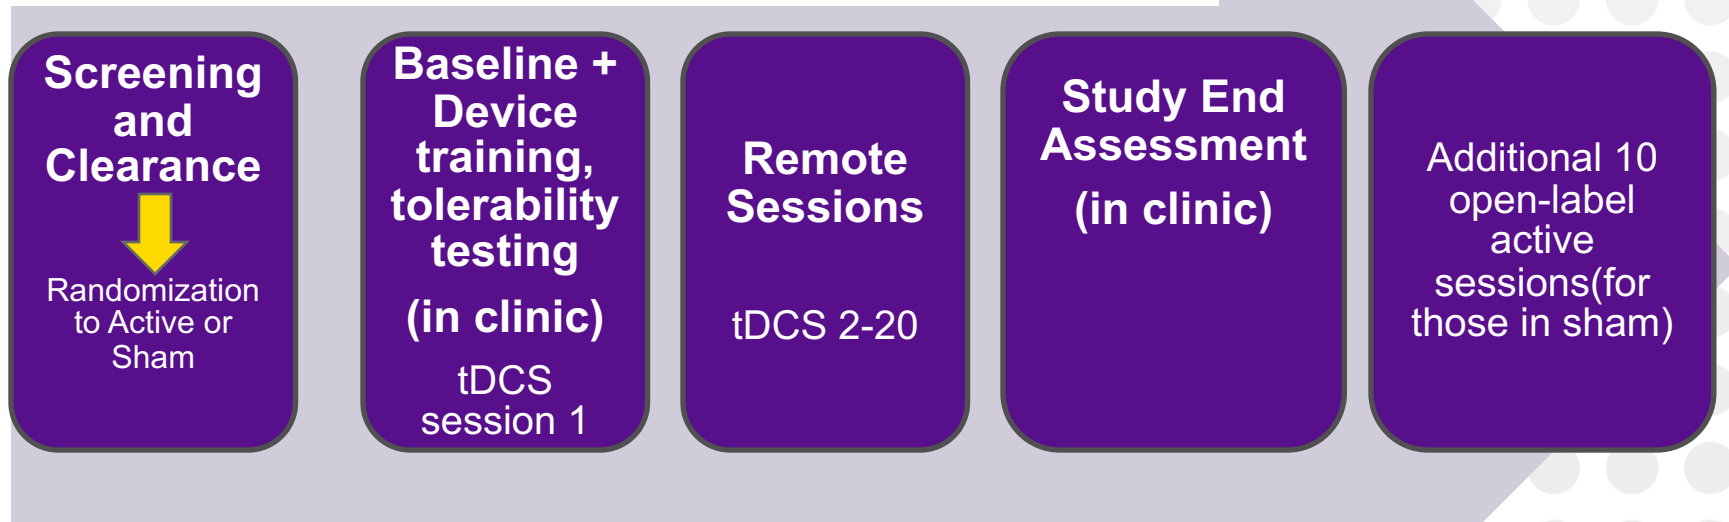 Screening
and
Clearance
Randomization
to Active or
Sham
Baseline +
Device
training,
tolerability
testing
(in clinic)
tDCS
session 1
Remote
Sessions
tDCS 2-20
Study End
Assessment
(in clinic)
Additional 10
open-label
active
sessions(for
those in sham)